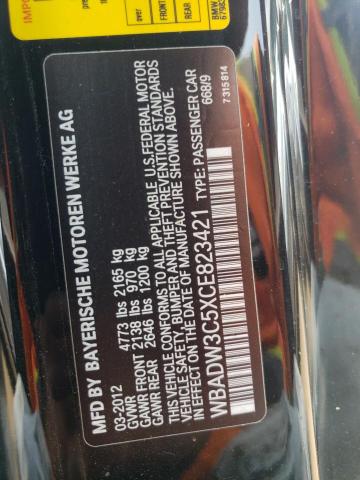 MFD BY BAYERISCHE MOTOREN WERKE AG
03-2012
GVWR 4773 lbs 2165 kg
GAWR FRONT 2138 lbs 970 kg
GAWR REAR 2646 lbs 1200 kg
THIS VEHICLE CONFORMS TO ALL APPLICABLE U.S.FEDERAL MOTOR
VEHICLE SAFETY, BUMPER AND THEFT PREVENTION STANDARDS
IN EFFECT ON THE DATE OF MANUFACTURE SHOWN ABOVE.
WBADW3C5XCE823421 TYPE: PASSENGER CAR
668/9
7 315 814
FRONT
REAR
BMW